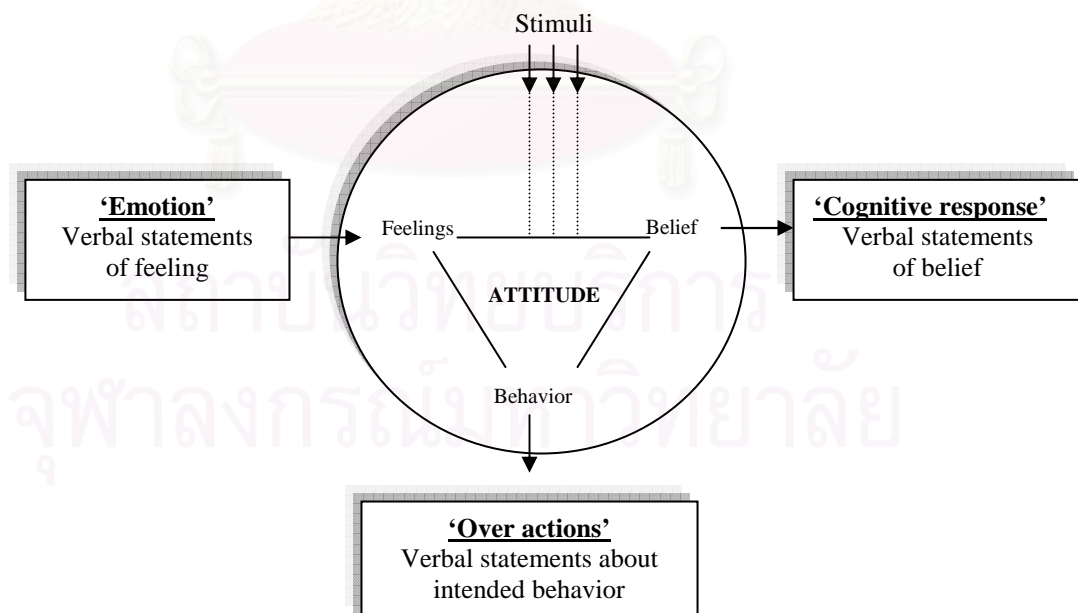 Stimuli
‘Emotion’
Verbal statements
of feeling
Feelings
Belief
‘Cognitive response’
Verbal statements
of belief
ATTITUDE
Behavior
‘Over actions’
Verbal statements about
intended behavior
สถาบันวิทยบริการ
จุฬาลงกรณ์มหาวิทยาลัย